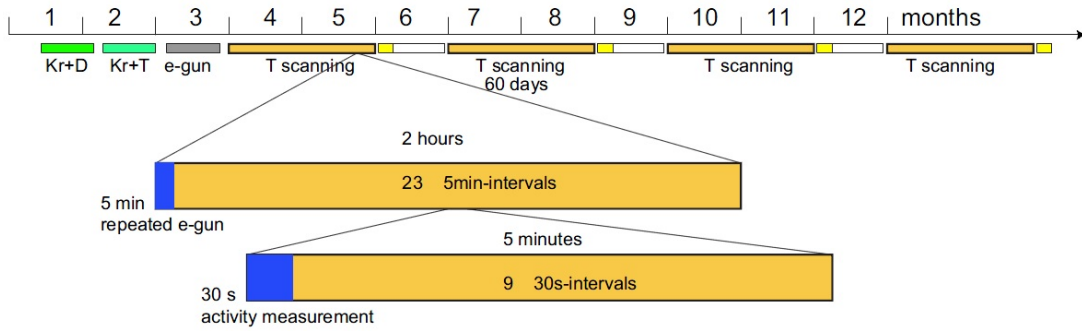 1 2 3 4 5 6 7 8 9 10 11 12 months
Kr+D Kr+T e-gun T scanning T scanning T scanning T scanning
60 days
2 hours
23 5min-intervals
5 min
repeated e-gun
5 minutes
9 30s-intervals
30 s
activity measurement